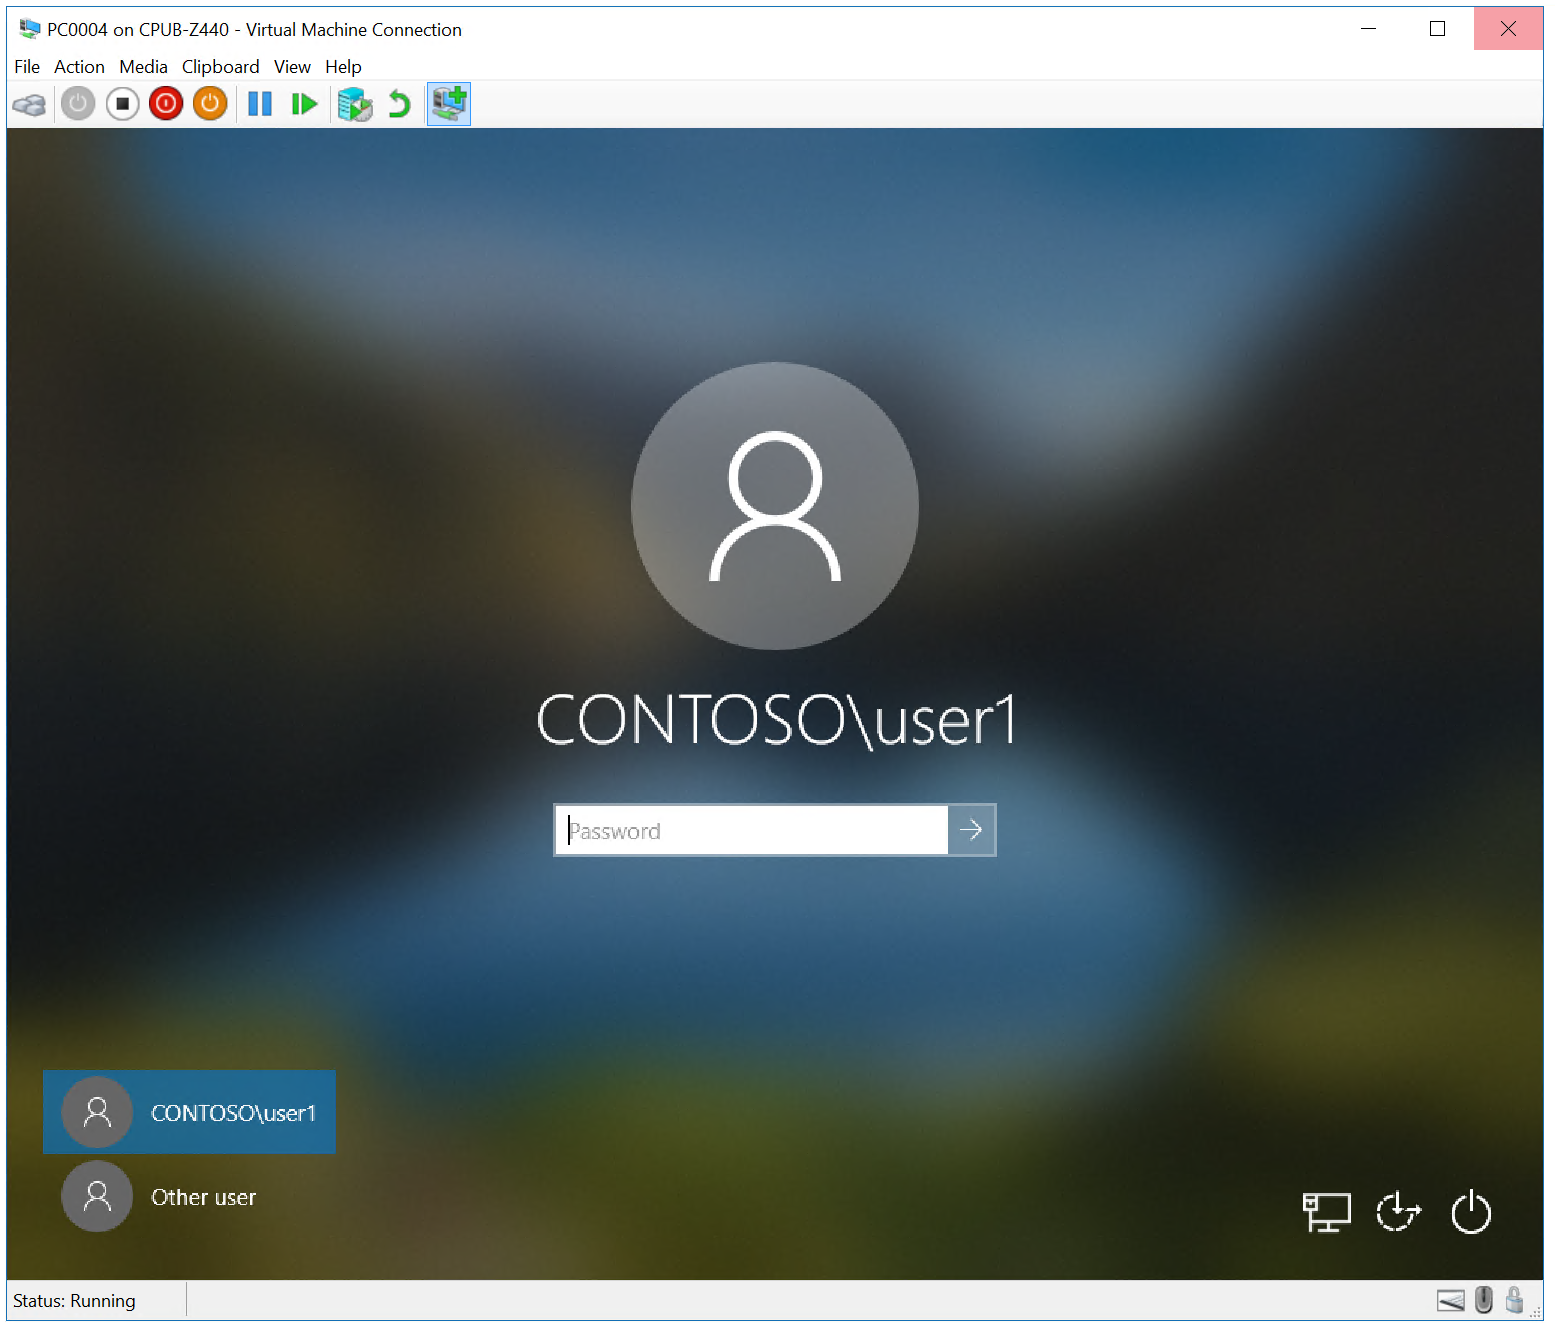 PC0004 on CPUB-Z440 - Virtual Machine Connection
File Action Media Clipboard View Help
CONTOSO\user1
Password
CONTOSO\user1
Other user
Status: Running